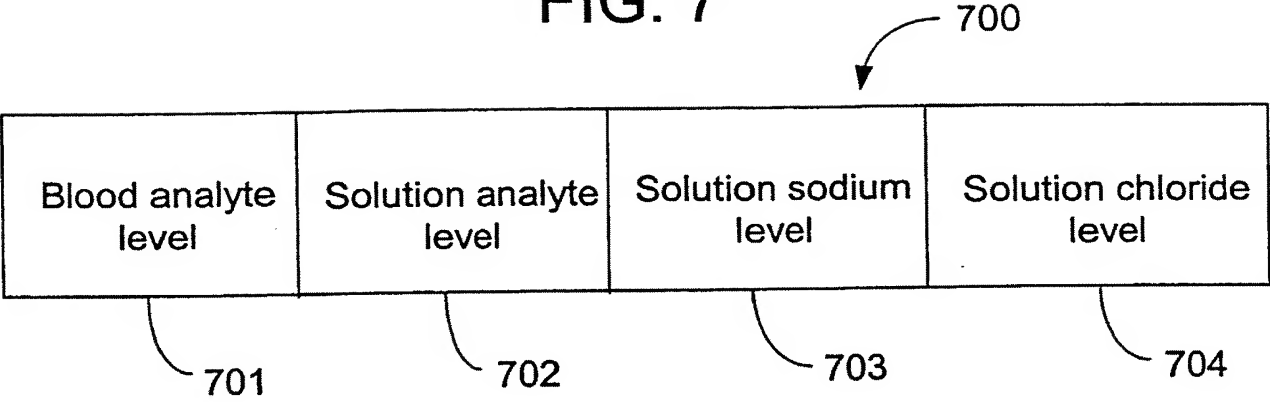 FIG. 7
700
Blood analyte level
Solution analyte level
Solution sodium level
Solution chloride level
701
702
703
704